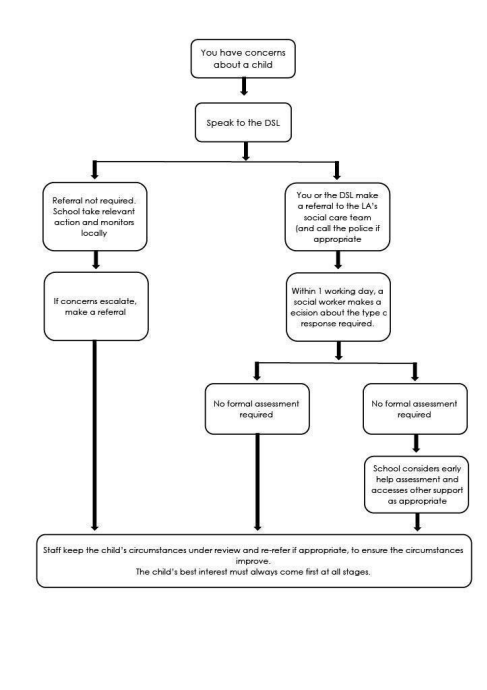 You have concerns
about a child
Speak to the DSL
Referral not required.
School take relevant
action and monitors
locally
You or the DSL make
a referral to the LA's
social care team
(and call the police if
appropriate
If concerns escalate,
make a referral
Within 1 working day, a
social worker makes a
ecision about the type c
response required.
No formal assessment
required
No formal assessment
required
School considers early
help assessment and
accesses other support
as appropriate
Staff keep the child's circumstances under review and re-refer if appropriate, to ensure the circumstances
improve.
The child's best interest must always come first at all stages.